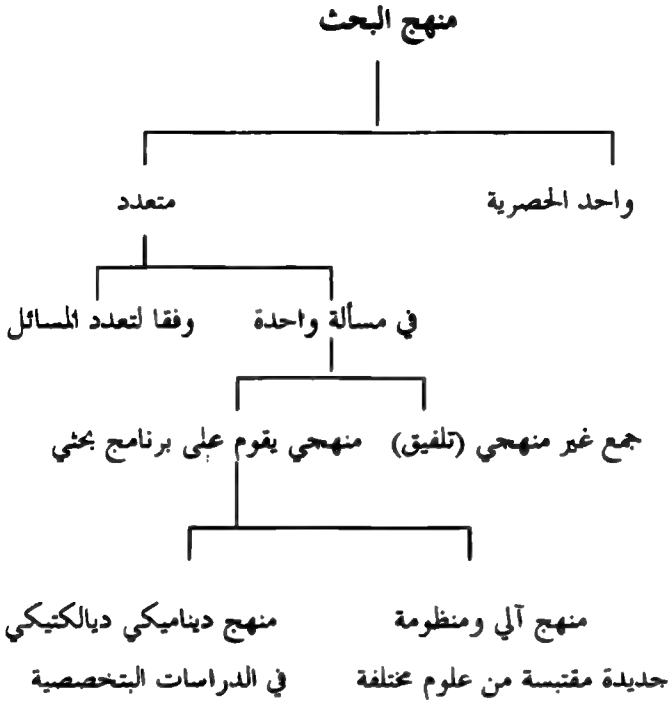 منهج البحث
واحد الحصرية
متعدد
في مسألة واحدة
وفقا لتعدد المسائل
جمع غير منهجي (تلفيق)
منهجي يقوم على برنامج بحثي
منهج آلي ومنظومة
جديدة مقتبسة من علوم مختلفة
منهج ديناميكي ديالكتيكي
في الدراسات البتخصصية